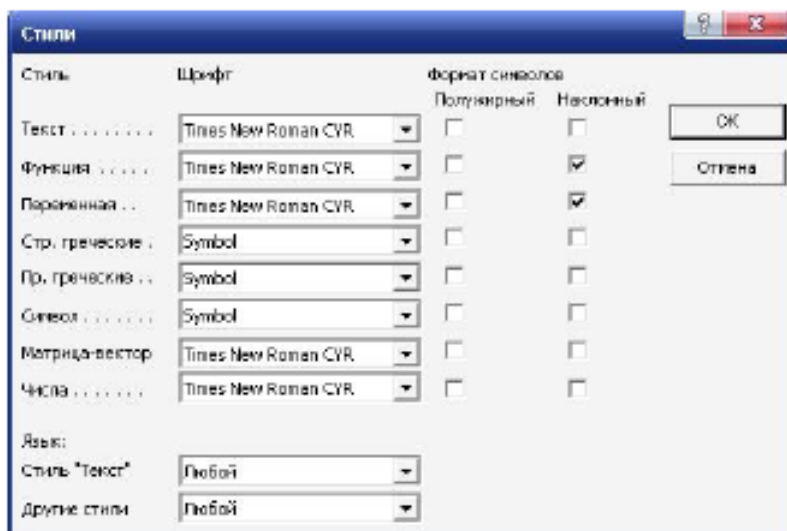 Стили
Стиль Шрифт Формат символов
Полужирный Наклонный
Текст . . . . . . . . Times New Roman CYR OK
Функция . . . . . Times New Roman CYR Отмена
Переменная . . Times New Roman CYR
Стр. греческие . Symbol
Пр. греческие . . Symbol
Символ . . . . . . . Symbol
Матрица-вектор Times New Roman CYR
Числа . . . . . . . Times New Roman CYR
Язык:
Стиль "Текст" Любой
Другие стили Любой